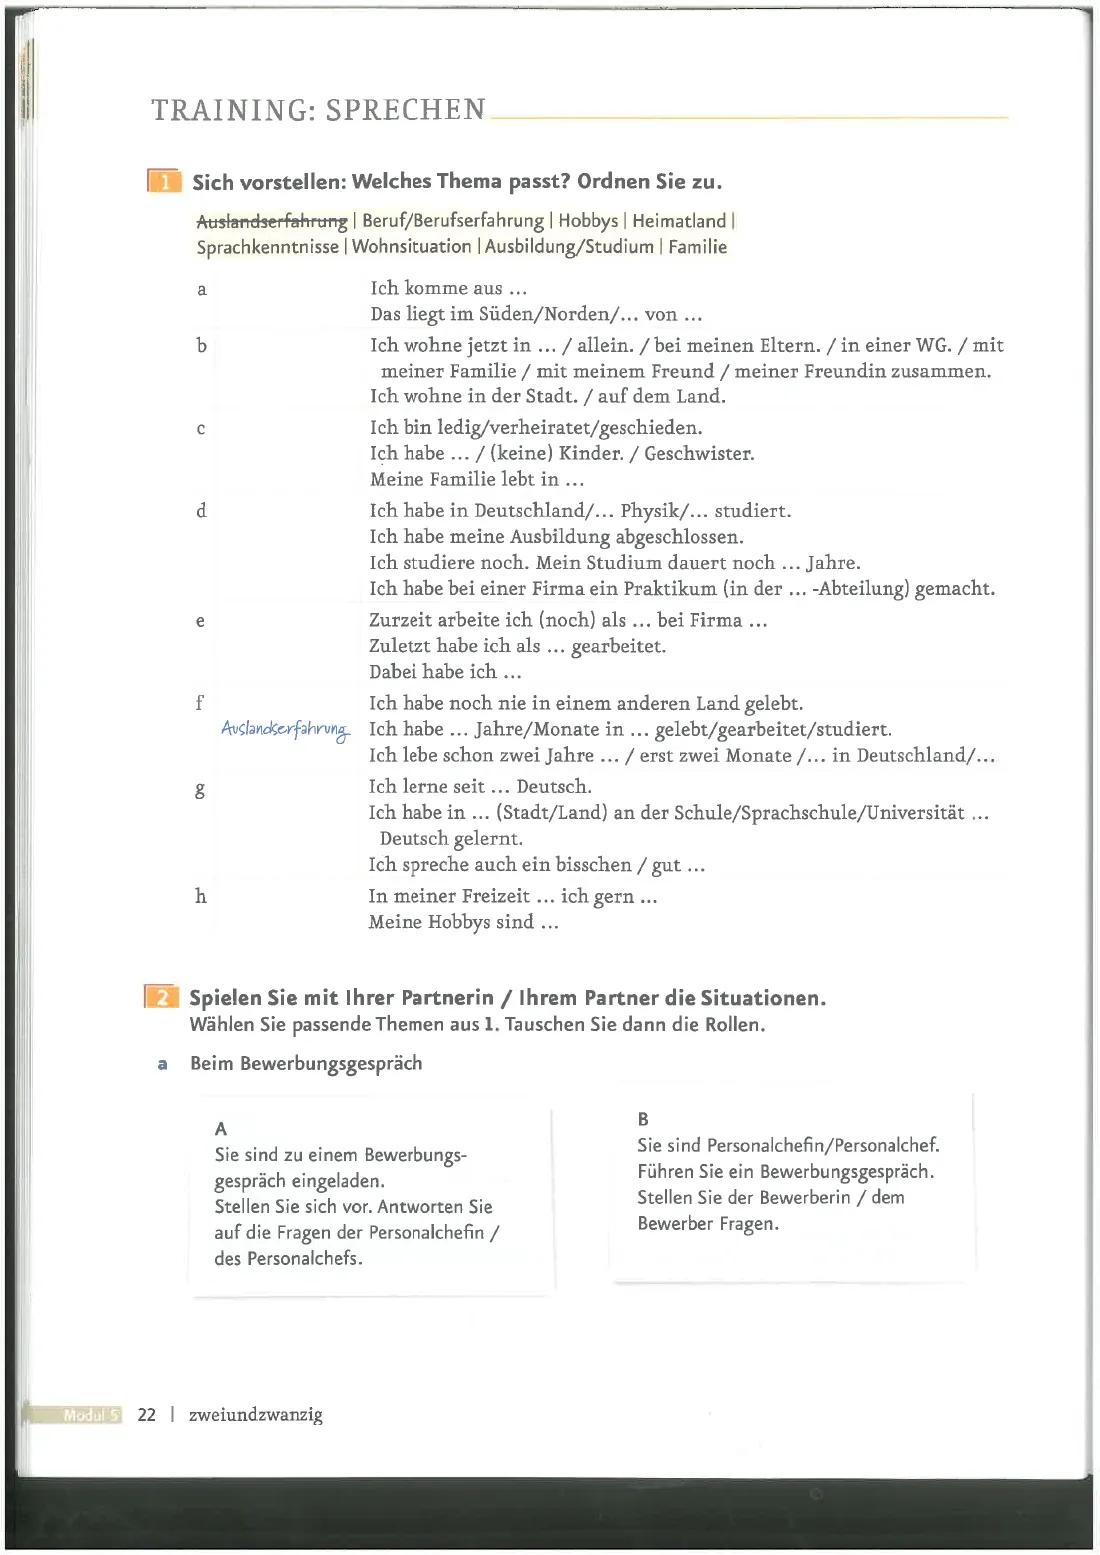 TRAINING: SPRECHEN
1 Sich vorstellen: Welches Thema passt? Ordnen Sie zu.
Auslandserfahrung | Beruf/Berufserfahrung | Hobbys | Heimatland |
Sprachkenntnisse | Wohnsituation | Ausbildung/Studium | Familie
a Ich komme aus ...
Das liegt im Süden/Norden/... von ...
b Ich wohne jetzt in ... / allein. / bei meinen Eltern. / in einer WG. / mit
meiner Familie / mit meinem Freund / meiner Freundin zusammen.
Ich wohne in der Stadt. / auf dem Land.
c Ich bin ledig/verheiratet/geschieden.
Ich habe ... / (keine) Kinder. / Geschwister.
Meine Familie lebt in ...
d Ich habe in Deutschland/... Physik/... studiert.
Ich habe meine Ausbildung abgeschlossen.
Ich studiere noch. Mein Studium dauert noch ... Jahre.
Ich habe bei einer Firma ein Praktikum (in der ... -Abteilung) gemacht.
e Zurzeit arbeite ich (noch) als ... bei Firma ...
Zuletzt habe ich als ... gearbeitet.
Dabei habe ich ...
f Ich habe noch nie in einem anderen Land gelebt.
Auslandserfahrung Ich habe ... Jahre/Monate in ... gelebt/gearbeitet/studiert.
Ich lebe schon zwei Jahre ... / erst zwei Monate /... in Deutschland/...
g Ich lerne seit ... Deutsch.
Ich habe in ... (Stadt/Land) an der Schule/Sprachschule/Universität ...
Deutsch gelernt.
Ich spreche auch ein bisschen / gut ...
h In meiner Freizeit ... ich gern ...
Meine Hobbys sind ...
2 Spielen Sie mit Ihrer Partnerin / Ihrem Partner die Situationen.
Wählen Sie passende Themen aus 1. Tauschen Sie dann die Rollen.
a Beim Bewerbungsgespräch
A
Sie sind zu einem Bewerbungs-
gespräch eingeladen.
Stellen Sie sich vor. Antworten Sie
auf die Fragen der Personalchefin /
des Personalchefs.
B
Sie sind Personalchefin/Personalchef.
Führen Sie ein Bewerbungsgespräch.
Stellen Sie der Bewerberin / dem
Bewerber Fragen.
Modul 5 22 | zweiundzwanzig